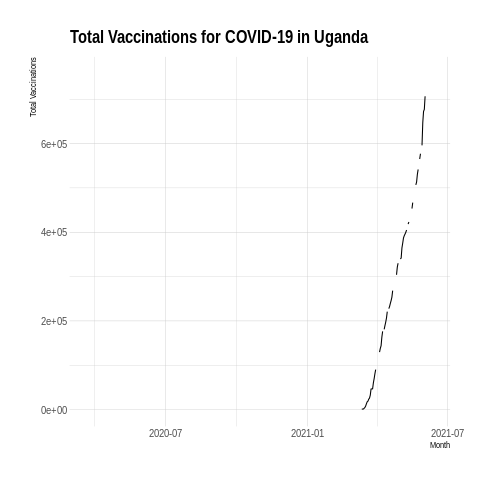 Total Vaccinations for COVID-19 in Uganda
Total Vaccinations
6e+05
4e+05
2e+05
0e+00
2020-07
2021-01
2021-07
Month